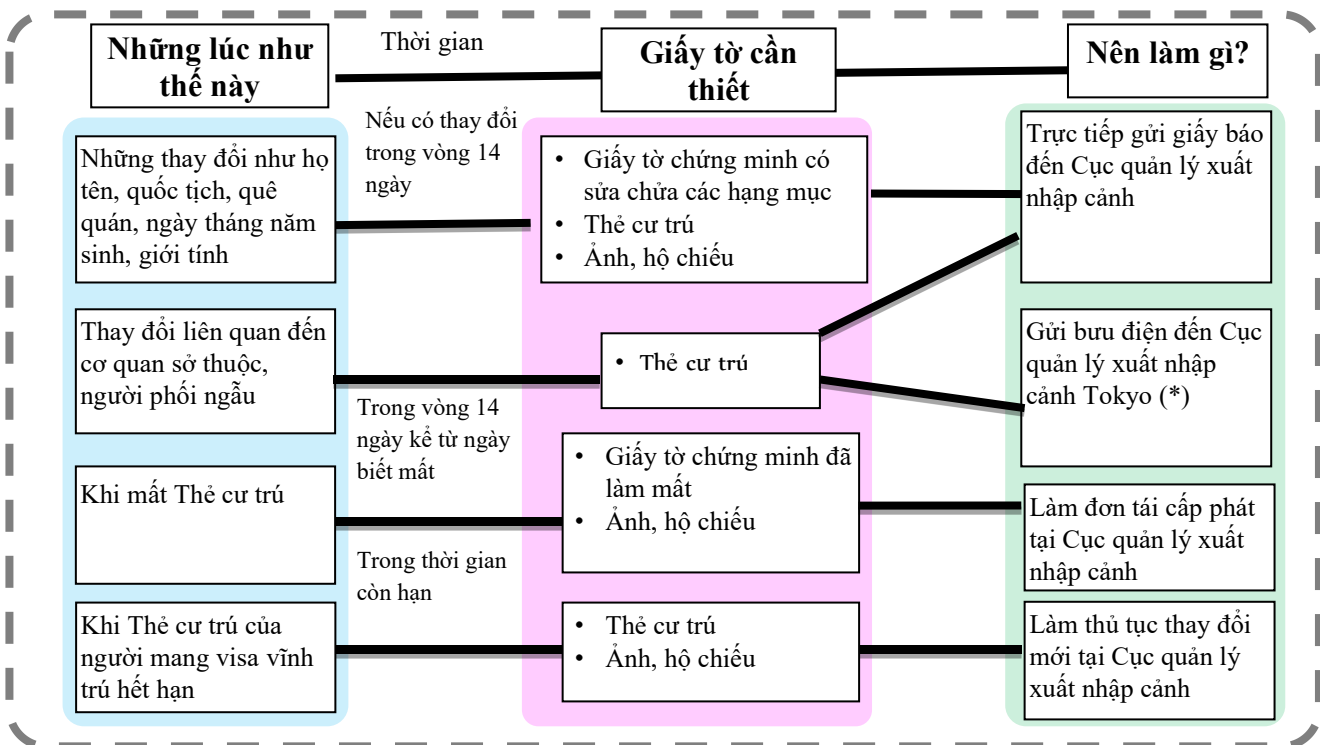 Những lúc như
thế này
Thời gian
Giấy tờ cần
thiết
Nên làm gì?
Những thay đổi như họ
tên, quốc tịch, quê
quán, ngày tháng năm
sinh, giới tính
Nếu có thay đổi
trong vòng 14
ngày
• Giấy tờ chứng minh có
sửa chửa các hạng mục
• Thẻ cư trú
• Ảnh, hộ chiếu
Trực tiếp gửi giấy báo
đến Cục quản lý xuất
nhập cảnh
Thay đổi liên quan đến
cơ quan sở thuộc,
người phối ngẫu
• Thẻ cư trú
Gửi bưu điện đến Cục
quản lý xuất nhập
cảnh Tokyo (*)
Khi mất Thẻ cư trú
Trong vòng 14
ngày kể từ ngày
biết mất
• Giấy tờ chứng minh đã
làm mất
• Ảnh, hộ chiếu
Làm đơn tái cấp phát
tại Cục quản lý xuất
nhập cảnh
Khi Thẻ cư trú của
người mang visa vĩnh
trú hết hạn
Trong thời gian
còn hạn
• Thẻ cư trú
• Ảnh, hộ chiếu
Làm thủ tục thay đổi
mới tại Cục quản lý
xuất nhập cảnh